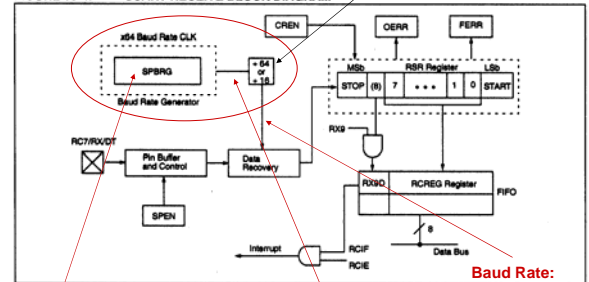 CREN
OERR
FERR
x64 Baud Rate CLK
SPBRG
Baud Rate Generator
÷ 64
or
÷ 16
MSb
RSR Register
LSb
STOP
(8)
7
• • •
1
0
START
RC7/RX/DT
Pin Buffer
and Control
Data
Recovery
RX9
SPEN
RX9D
RCREG Register
FIFO
8
Interrupt
RCIF
RCIE
Data Bus
Baud Rate: